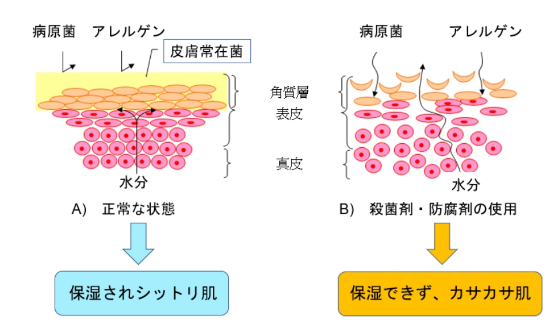 病原菌 アレルゲン
皮膚常在菌
角質層
表皮
真皮
水分
A) 正常な状態
保湿されシットリ肌
病原菌 アレルゲン
水分
B) 殺菌剤・防腐剤の使用
保湿できず、カサカサ肌